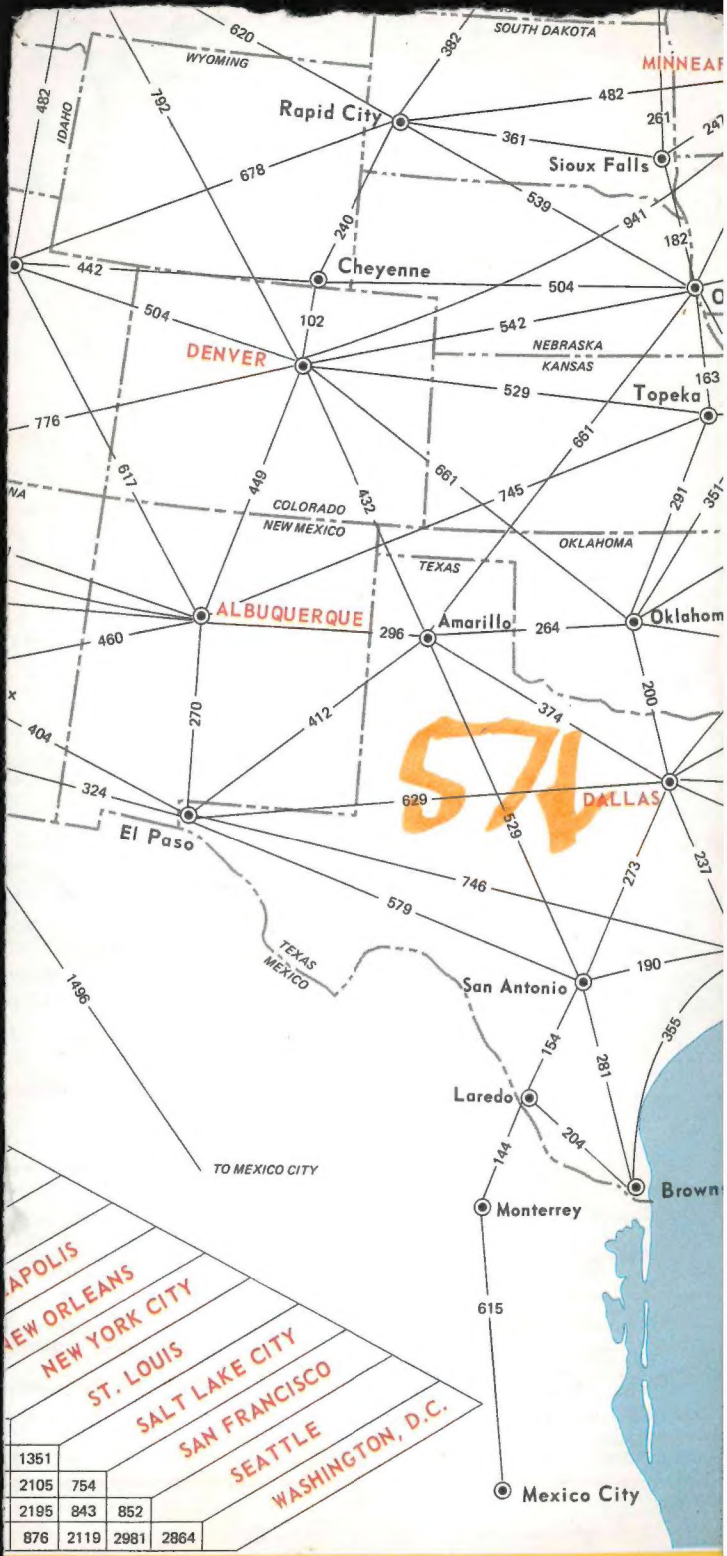 620
382
SOUTH DAKOTA
WYOMING
MINNEAP
482
792
482
IDAHO
Rapid City
361
261
247
Sioux Falls
678
539
941
240
182
442
Cheyenne
504
O
504
102
542
NEBRASKA
KANSAS
DENVER
529
163
Topeka
776
661
617
449
432
661
745
291
351
NA
COLORADO
NEW MEXICO
OKLAHOMA
TEXAS
ALBUQUERQUE
296
Amarillo
264
Oklahom
460
x
270
412
374
200
404
571
324
629
DALLAS
El Paso
529
273
237
746
579
TEXAS
MEXICO
190
San Antonio
1496
355
154
281
Laredo
204
144
TO MEXICO CITY
Browns
Monterrey
615
APOLIS
NEW ORLEANS
NEW YORK CITY
ST. LOUIS
SALT LAKE CITY
SAN FRANCISCO
SEATTLE
WASHINGTON, D.C.
1351
2105 754
2195 843 852
876 2119 2981 2864
Mexico City